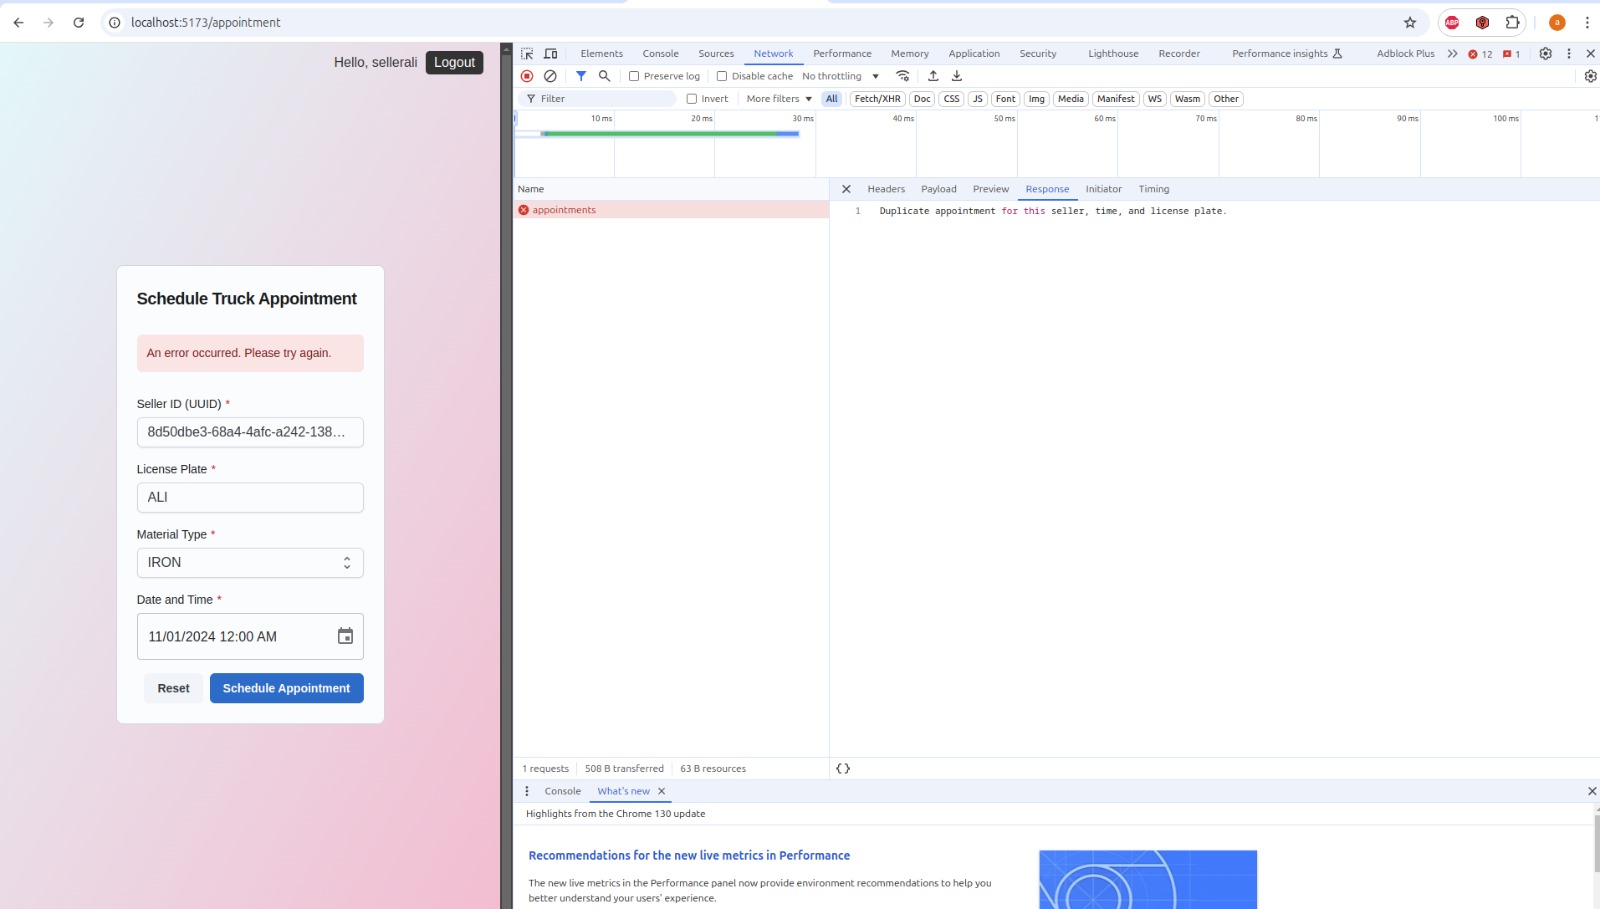 localhost:5173/appointment
ABP
a
Hello, sellerali
Logout
Schedule Truck Appointment
An error occurred. Please try again.
Seller ID (UUID) *
8d50dbe3-68a4-4afc-a242-138...
License Plate *
ALI
Material Type *
IRON
Date and Time *
11/01/2024 12:00 AM
Reset
Schedule Appointment
Elements
Console
Sources
Network
Performance
Memory
Application
Security
Lighthouse
Recorder
Performance insights
Adblock Plus
12
1
Preserve log
Disable cache
No throttling
Filter
Invert
More filters
All
Fetch/XHR
Doc
CSS
JS
Font
Img
Media
Manifest
WS
Wasm
Other
10 ms
20 ms
30 ms
40 ms
50 ms
60 ms
70 ms
80 ms
90 ms
100 ms
Name
Headers
Payload
Preview
Response
Initiator
Timing
appointments
1 Duplicate appointment for this seller, time, and license plate.
1 requests
508 B transferred
63 B resources
{}
Console
What's new
Highlights from the Chrome 130 update
Recommendations for the new live metrics in Performance
The new live metrics in the Performance panel now provide environment recommendations to help you
better understand your users' experience.